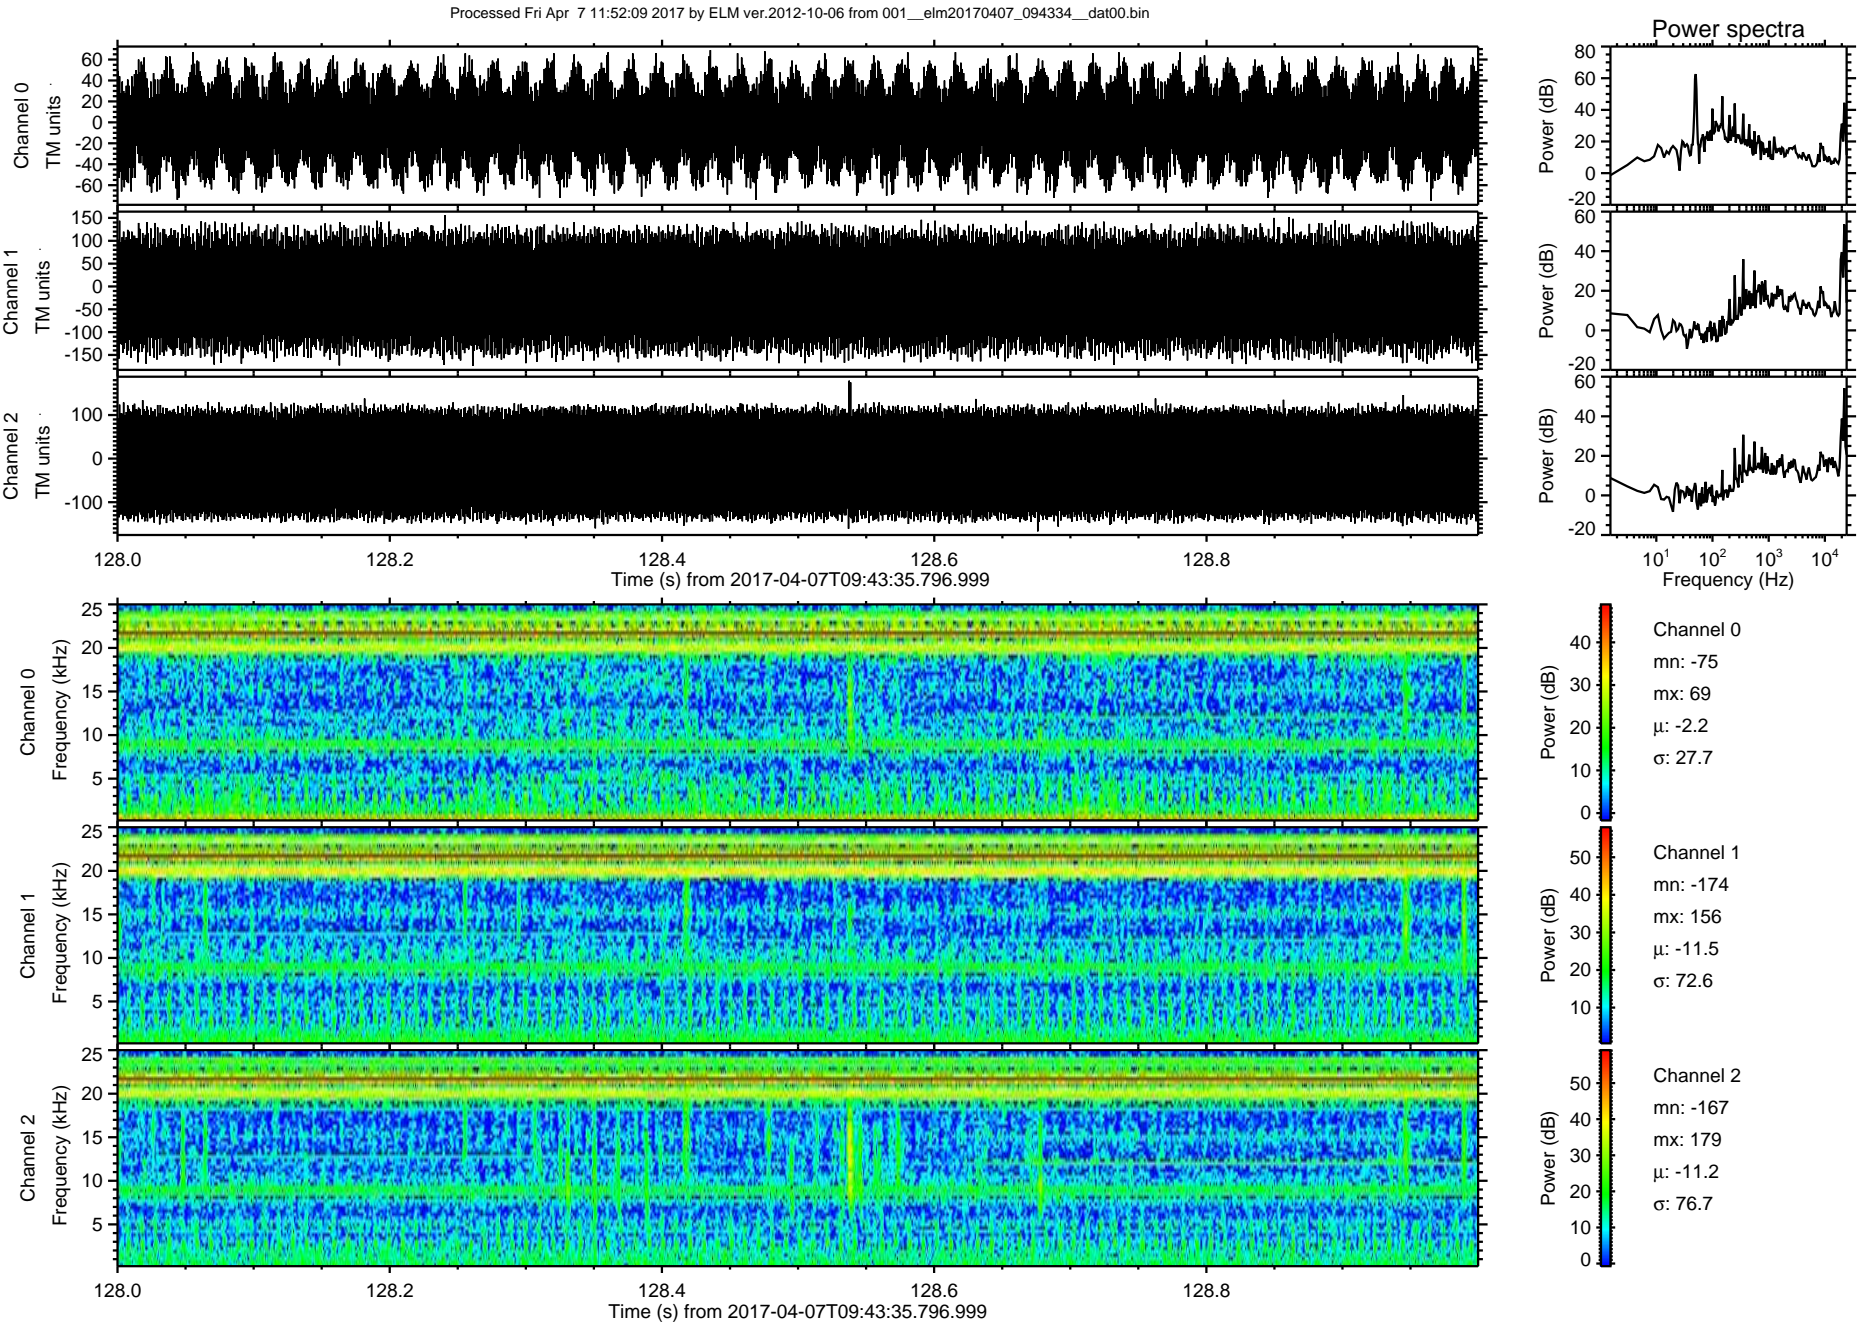 Processed Fri Apr  7 11:52:09 2017 by ELM ver.2012-10-06 from 001__elm20170407_094334__dat00.bin
Power spectra
Channel 0
TM units
60
40
20
0
-20
-40
-60
Power (dB)
80
60
40
20
0
-20
Channel 1
TM units
150
100
50
0
-50
-100
-150
Power (dB)
60
40
20
0
-20
Channel 2
TM units
100
0
-100
Power (dB)
60
40
20
0
-20
128.0 128.2 128.4 128.6 128.8
Time (s) from 2017-04-07T09:43:35.796.999
10¹ 10² 10³ 10⁴
Frequency (Hz)
Channel 0
Frequency (kHz)
25
20
15
10
5
Power (dB)
40
30
20
10
0
Channel 0
mn: -75
mx: 69
μ: -2.2
σ: 27.7
Channel 1
Frequency (kHz)
25
20
15
10
5
Power (dB)
50
40
30
20
10
Channel 1
mn: -174
mx: 156
μ: -11.5
σ: 72.6
Channel 2
Frequency (kHz)
25
20
15
10
5
Power (dB)
50
40
30
20
10
0
Channel 2
mn: -167
mx: 179
μ: -11.2
σ: 76.7
128.0 128.2 128.4 128.6 128.8
Time (s) from 2017-04-07T09:43:35.796.999